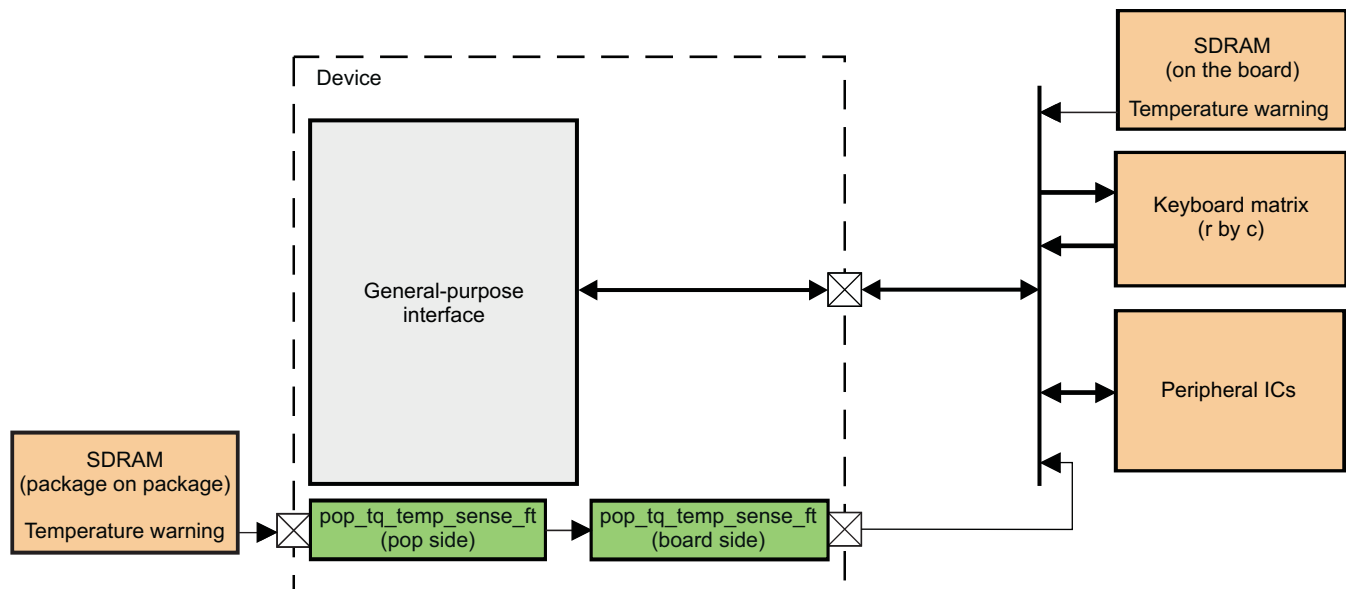 Device
General-purpose
interface
SDRAM
(on the board)
Temperature warning
Keyboard matrix
(r by c)
Peripheral ICs
SDRAM
(package on package)
Temperature warning
pop_tq_temp_sense_ft
(pop side)
pop_tq_temp_sense_ft
(board side)